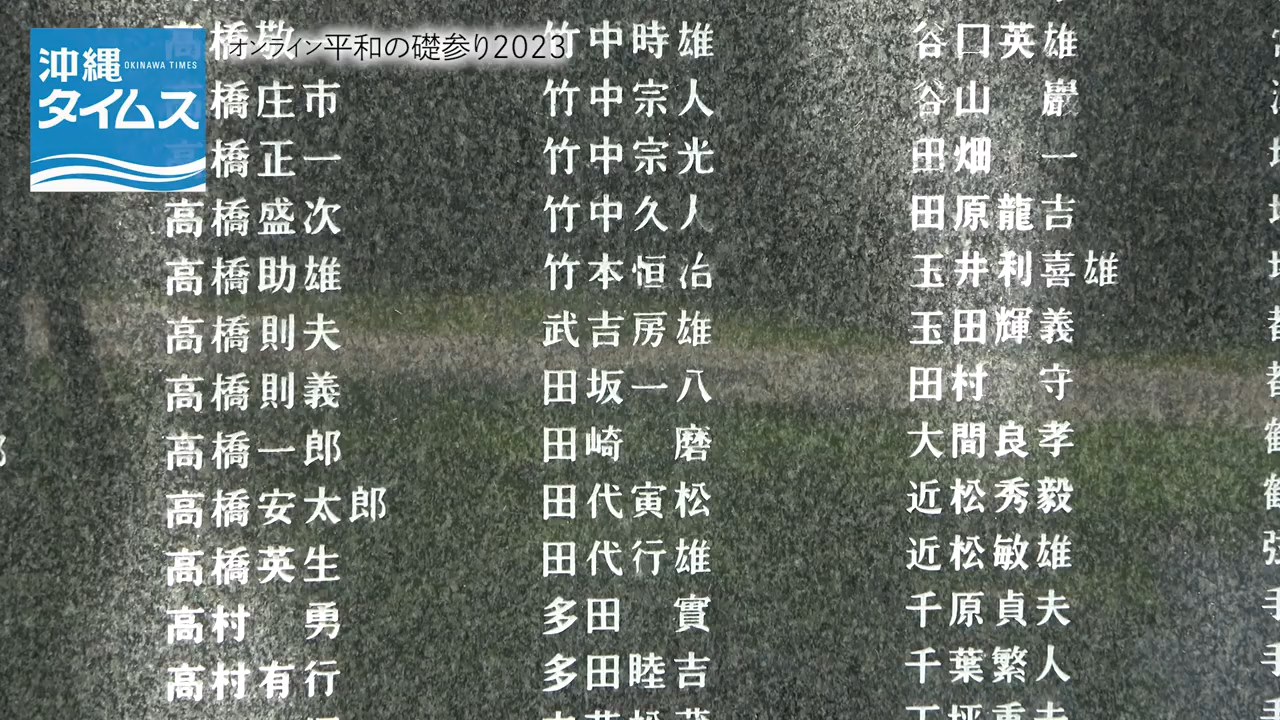 沖縄
OKINAWA TIMES
タイムス
オンライン平和の礎参り2023
橋庄市
橋正一
高橋盛次
高橋助雄
高橋則夫
高橋則義
高橋一郎
高橋安太郎
高橋英生
高村 勇
高村有行
竹中時雄
竹中宗人
竹中宗光
竹中久人
竹本恒治
武吉房雄
田坂一八
田崎 磨
田代寅松
田代行雄
多田 實
多田睦吉
谷口英雄
谷山 巖
田畑 一
田原龍吉
玉井利喜雄
玉田輝義
田村 守
大間良孝
近松秀毅
近松敏雄
千原貞夫
千葉繁人